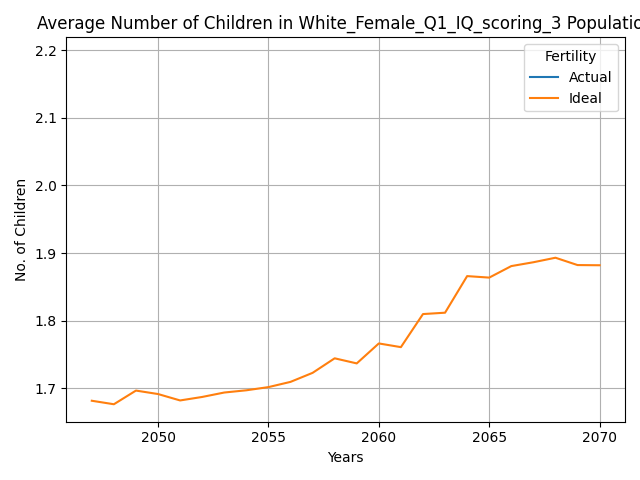 Average Number of Children in White_Female_Q1_IQ_scoring_3 Populatio
2.2
2.1
2.0
1.9
1.8
1.7
No. of Children
Fertility
Actual
Ideal
2050 2055 2060 2065 2070
Years